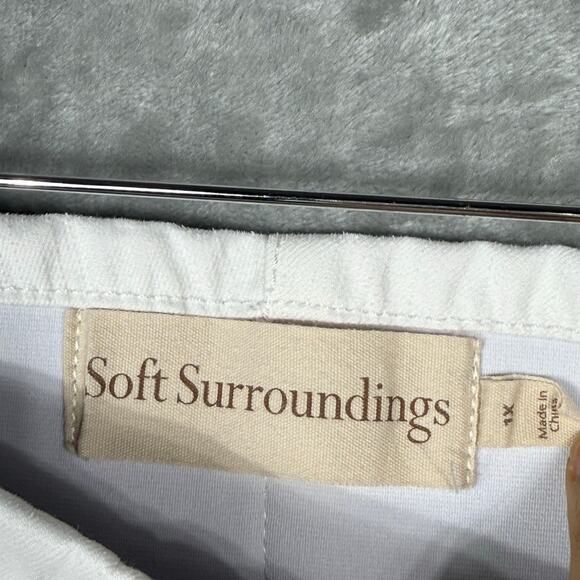 Soft Surroundings
1X
Made in
China